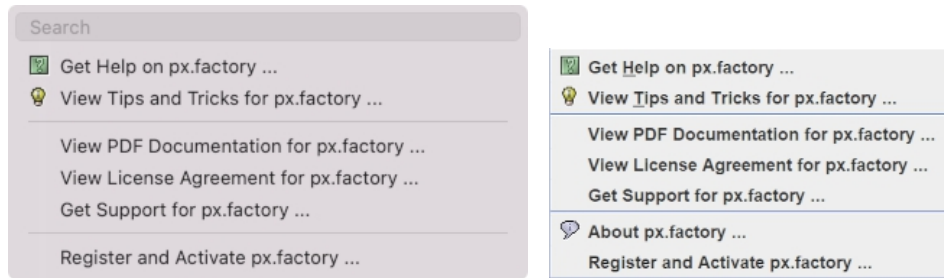 Search
Get Help on px.factory ...
View Tips and Tricks for px.factory ...
View PDF Documentation for px.factory ...
View License Agreement for px.factory ...
Get Support for px.factory ...
Register and Activate px.factory ...
Get Help on px.factory ...
View Tips and Tricks for px.factory ...
View PDF Documentation for px.factory ...
View License Agreement for px.factory ...
Get Support for px.factory ...
About px.factory ...
Register and Activate px.factory ...